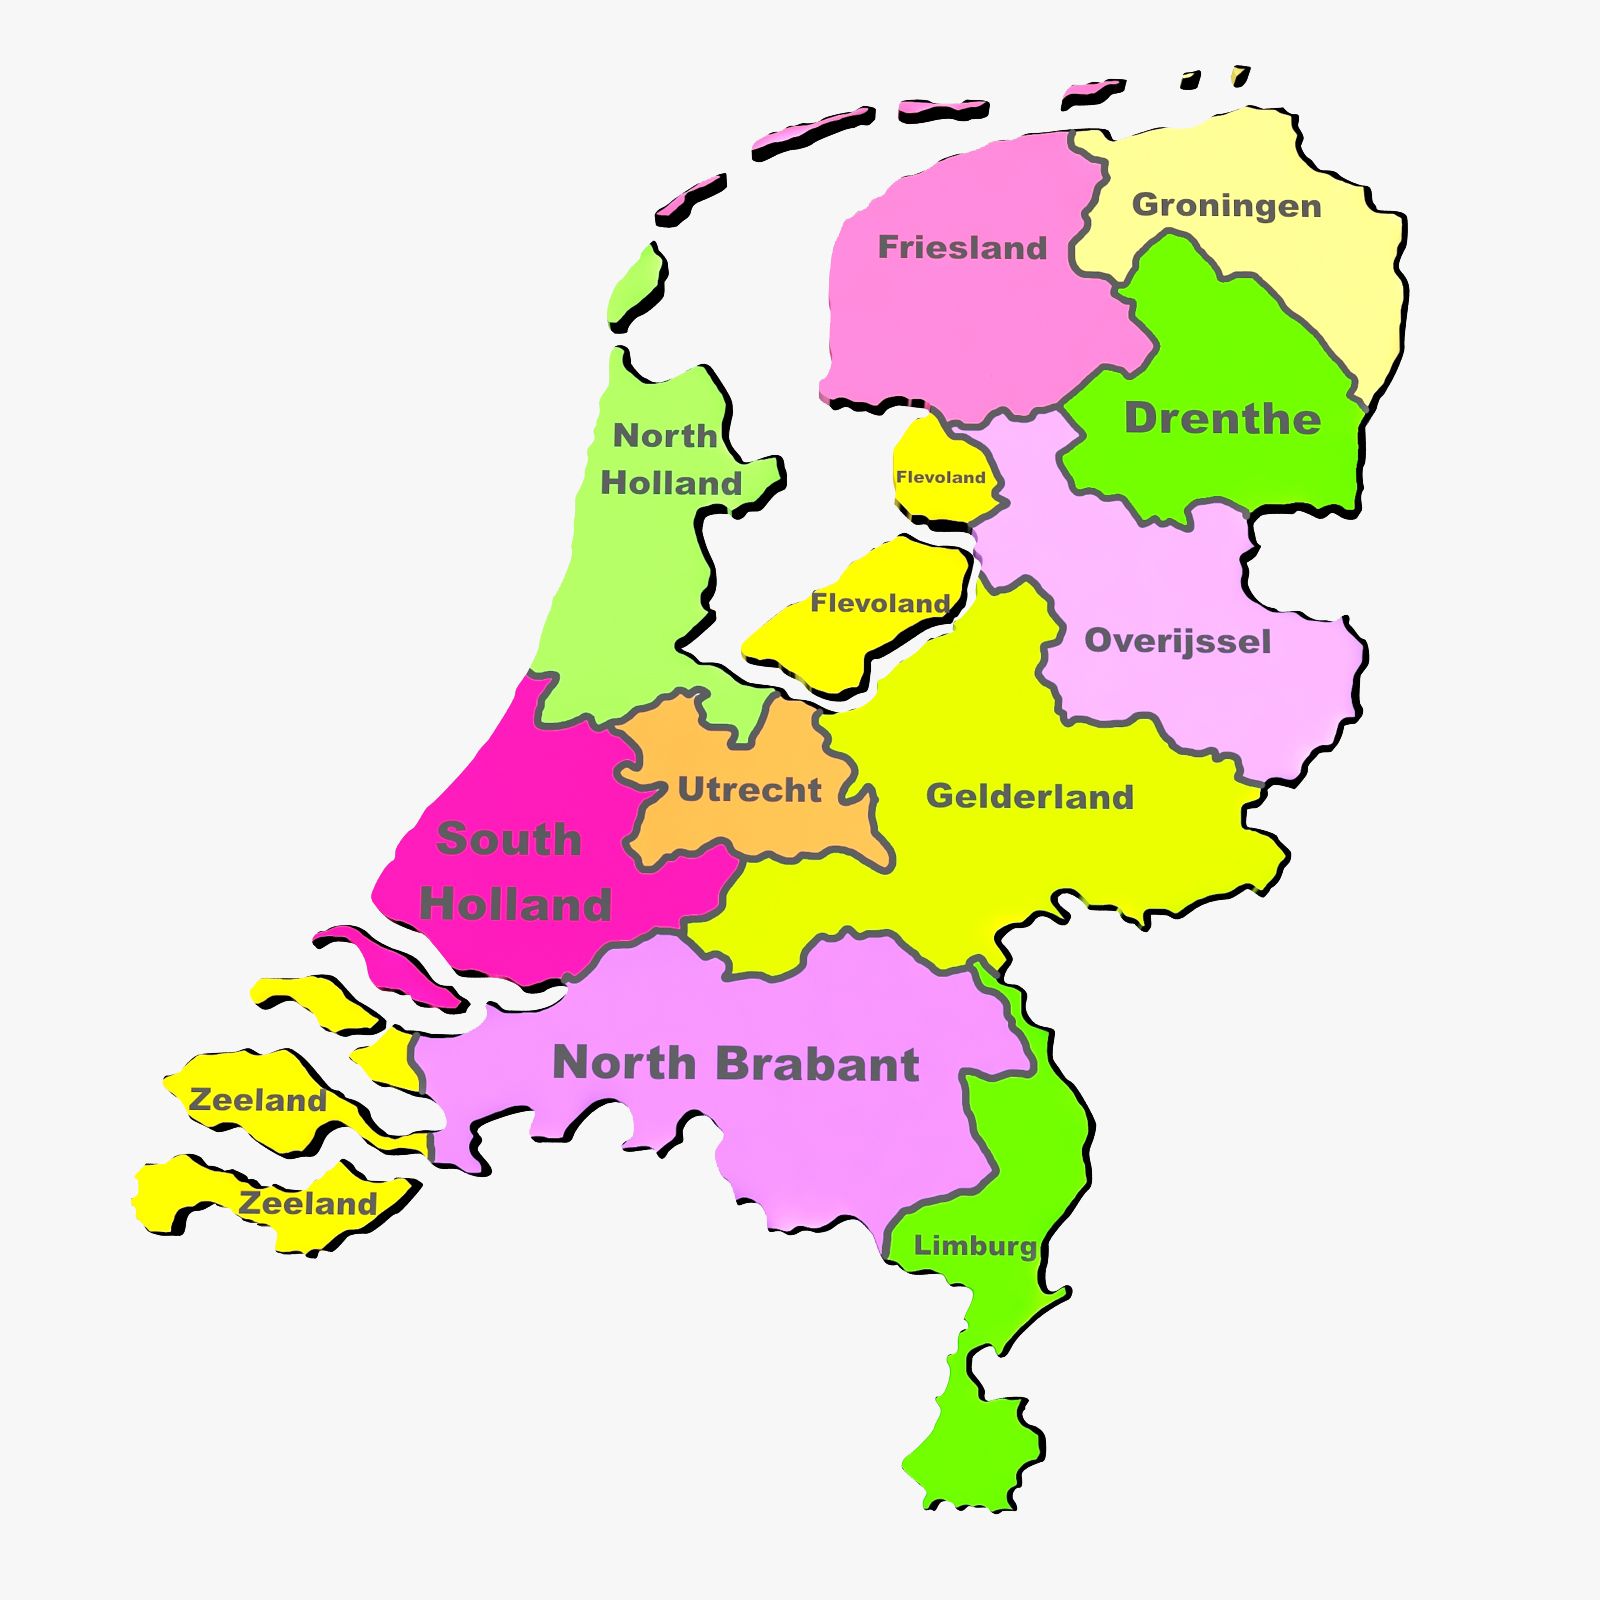 Groningen
Friesland
Drenthe
North
Holland
Flevoland
Flevoland
Overijssel
Utrecht
Gelderland
South
Holland
North Brabant
Zeeland
Zeeland
Limburg